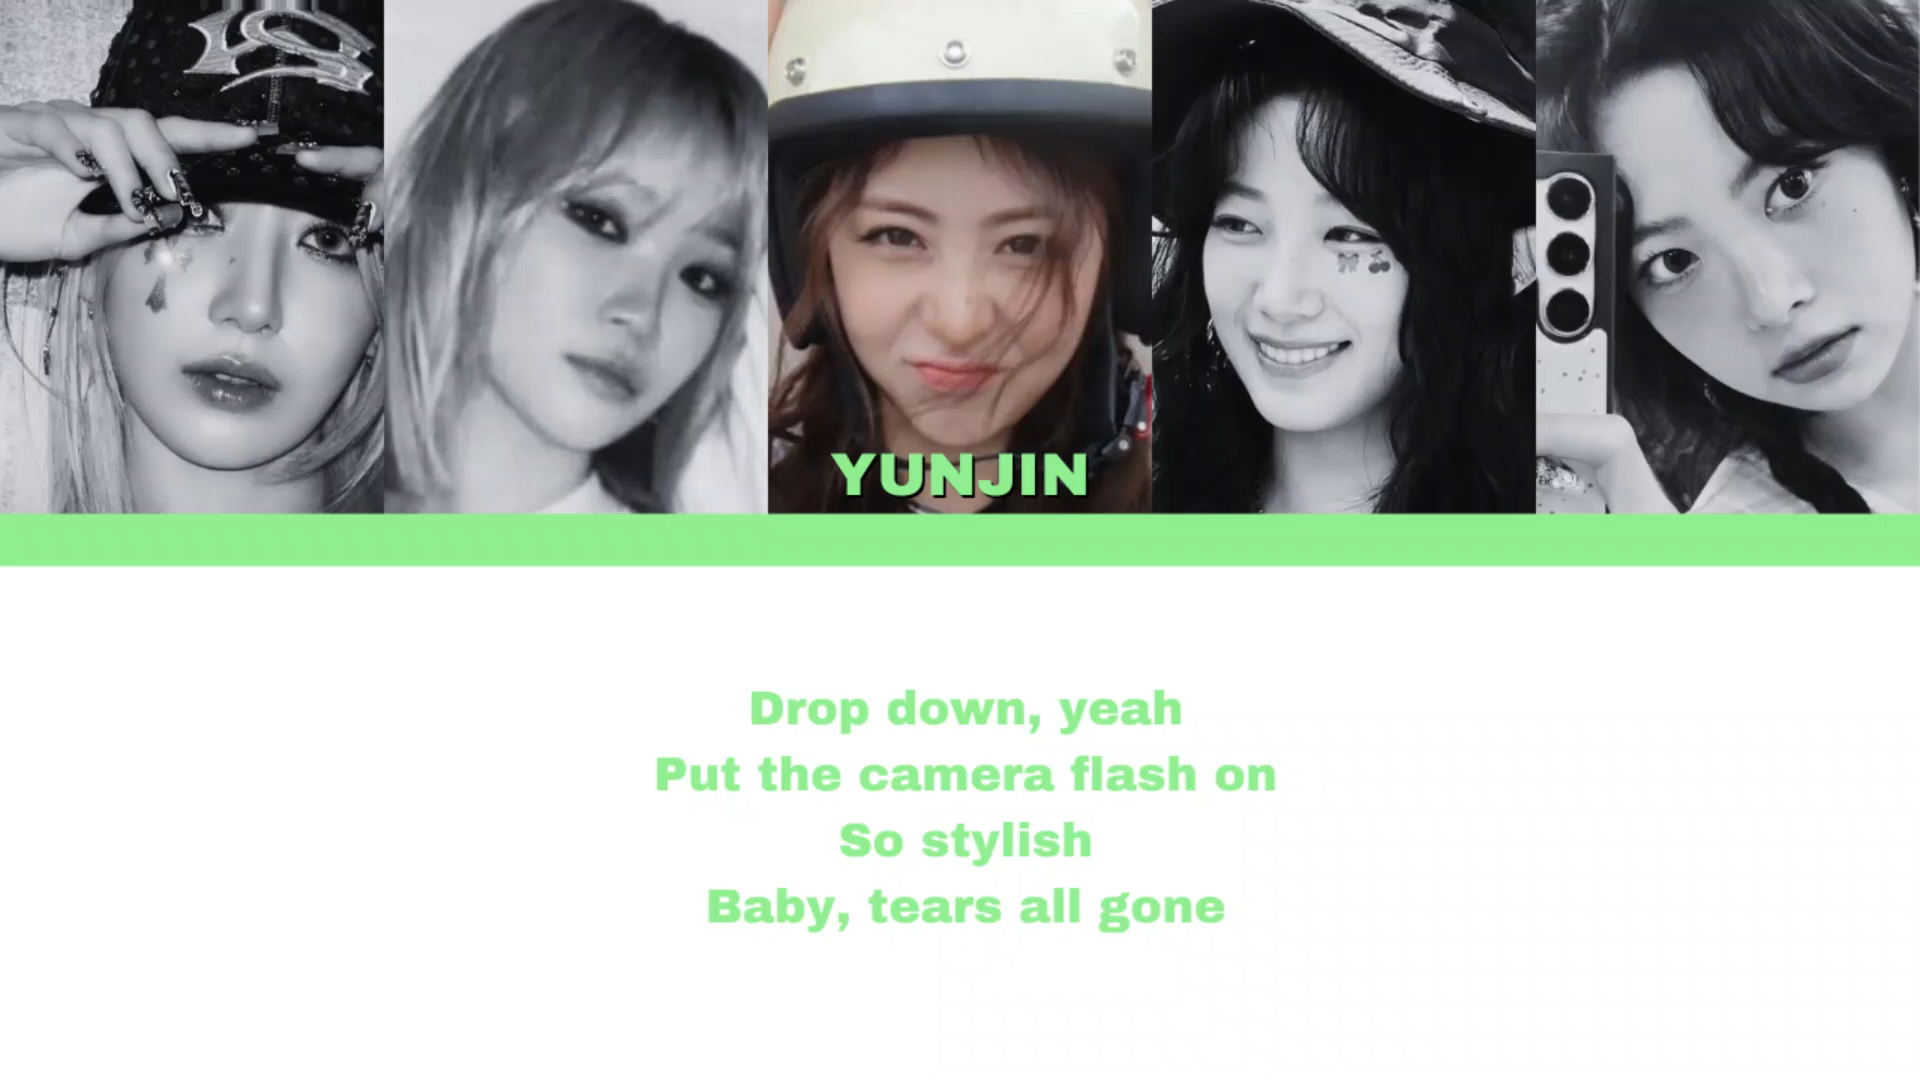 YUNJIN
Drop down, yeah
Put the camera flash on
So stylish
Baby, tears all gone